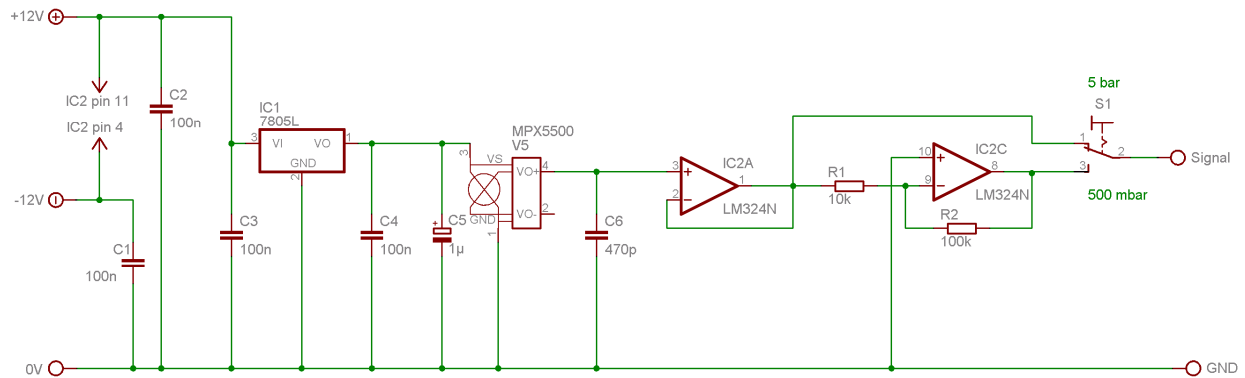 +12V
IC2 pin 11
IC2 pin 4
-12V
C1
100n
C2
100n
C3
100n
IC1
7805L
3
VI
VO
1
GND
2
C4
100n
C5
+
1µ
MPX5500
V5
3
VS
VO+
4
VO-
2
GND
1
C6
470p
3
+
2
−
1
IC2A
LM324N
R1
10k
10
+
9
−
8
IC2C
LM324N
R2
100k
5 bar
S1
1
2
3
500 mbar
Signal
0V
GND